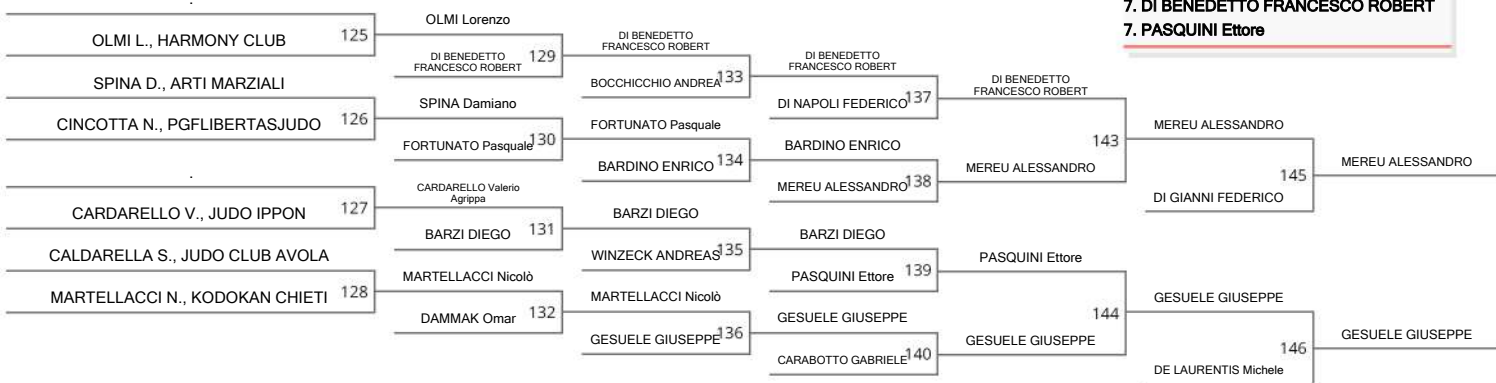 7. DI BENEDETTO FRANCESCO ROBERT
7. PASQUINI Ettore
.
OLMI L., HARMONY CLUB
125
SPINA D., ARTI MARZIALI
CINCOTTA N., PGFLIBERTASJUDO
126
.
CARDARELLO V., JUDO IPPON
127
CALDARELLA S., JUDO CLUB AVOLA
MARTELLACCI N., KODOKAN CHIETI
128
OLMI Lorenzo
DI BENEDETTO
FRANCESCO ROBERT
129
SPINA Damiano
FORTUNATO Pasquale
130
CARDARELLO Valerio
Agrippa
BARZI DIEGO
131
MARTELLACCI Nicolò
DAMMAK Omar
132
DI BENEDETTO
FRANCESCO ROBERT
BOCCHICCHIO ANDREA
133
FORTUNATO Pasquale
BARDINO ENRICO
134
BARZI DIEGO
WINZECK ANDREAS
135
MARTELLACCI Nicolò
GESUELE GIUSEPPE
136
DI BENEDETTO
FRANCESCO ROBERT
DI NAPOLI FEDERICO
137
BARDINO ENRICO
MEREU ALESSANDRO
138
BARZI DIEGO
PASQUINI Ettore
139
GESUELE GIUSEPPE
CARABOTTO GABRIELE
140
DI BENEDETTO
FRANCESCO ROBERT
143
MEREU ALESSANDRO
PASQUINI Ettore
144
GESUELE GIUSEPPE
MEREU ALESSANDRO
145
DI GIANNI FEDERICO
GESUELE GIUSEPPE
146
DE LAURENTIS Michele
MEREU ALESSANDRO
GESUELE GIUSEPPE